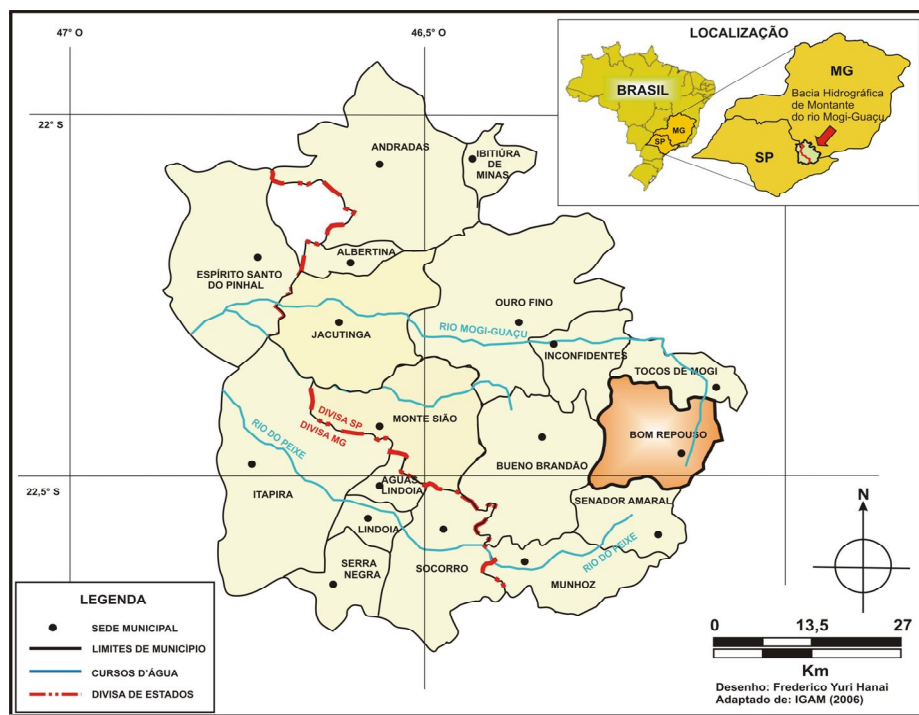 47° O
46,5° O
LOCALIZAÇÃO
BRASIL
MG
SP
MG
Bacia Hidrográfica
de Montante
do rio Mogi-Guaçu
SP
22° S
ANDRADAS
IBITIÚRA
DE
MINAS
ALBERTINA
ESPÍRITO SANTO
DO PINHAL
OURO FINO
RIO MOGI-GUAÇU
JACUTINGA
INCONFIDENTES
TOCOS DE MOGI
DIVISA SP
DIVISA MG
MONTE SIÃO
BOM REPOUSO
RIO DO PEIXE
BUENO BRANDÃO
22,5° S
ITAPIRA
ÁGUAS
LINDOIA
SENADOR AMARAL
LINDOIA
RIO DO PEIXE
SERRA
NEGRA
SOCORRO
MUNHOZ
N
LEGENDA
SEDE MUNICIPAL
LIMITES DE MUNICÍPIO
CURSOS D'ÁGUA
DIVISA DE ESTADOS
0 13,5 27
Km
Desenho: Frederico Yuri Hanai
Adaptado de: IGAM (2006)